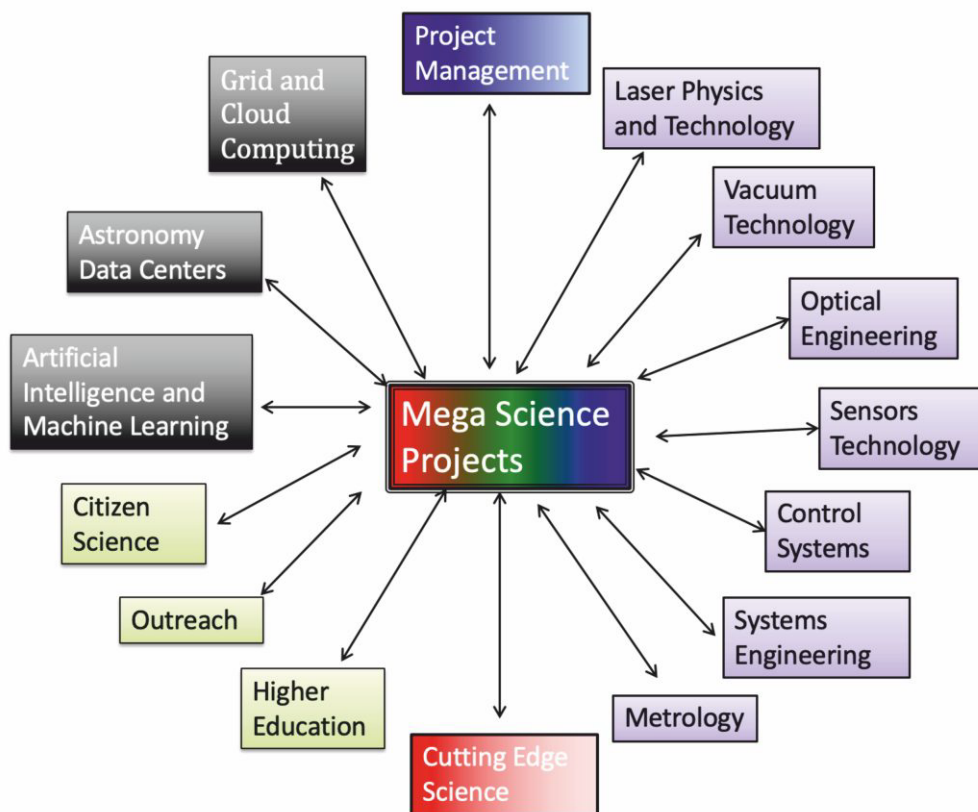 Project
Management
Grid and
Cloud
Computing
Laser Physics
and Technology
Vacuum
Technology
Astronomy
Data Centers
Optical
Engineering
Artificial
Intelligence and
Machine Learning
Mega Science
Projects
Sensors
Technology
Citizen
Science
Control
Systems
Outreach
Systems
Engineering
Higher
Education
Metrology
Cutting Edge
Science